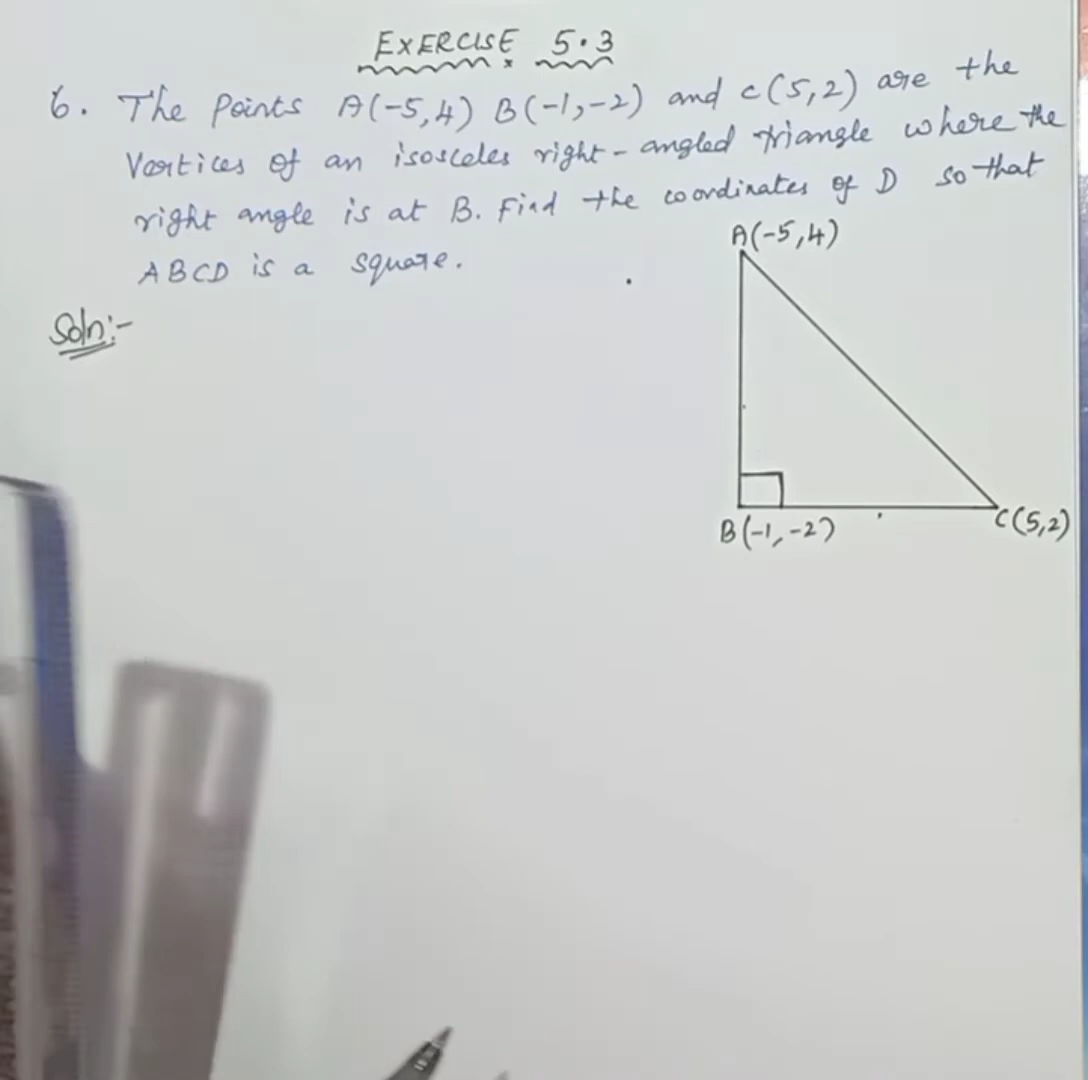 EXERCISE 5.3
6. The Points A(-5,4) B(-1,-2) and C(5,2) are the
Vertices of an isosceles right-angled triangle where the
right angle is at B. Find the coordinates of D so that
ABCD is a square.
A(-5,4)
Soln:-
B(-1,-2)
C(5,2)